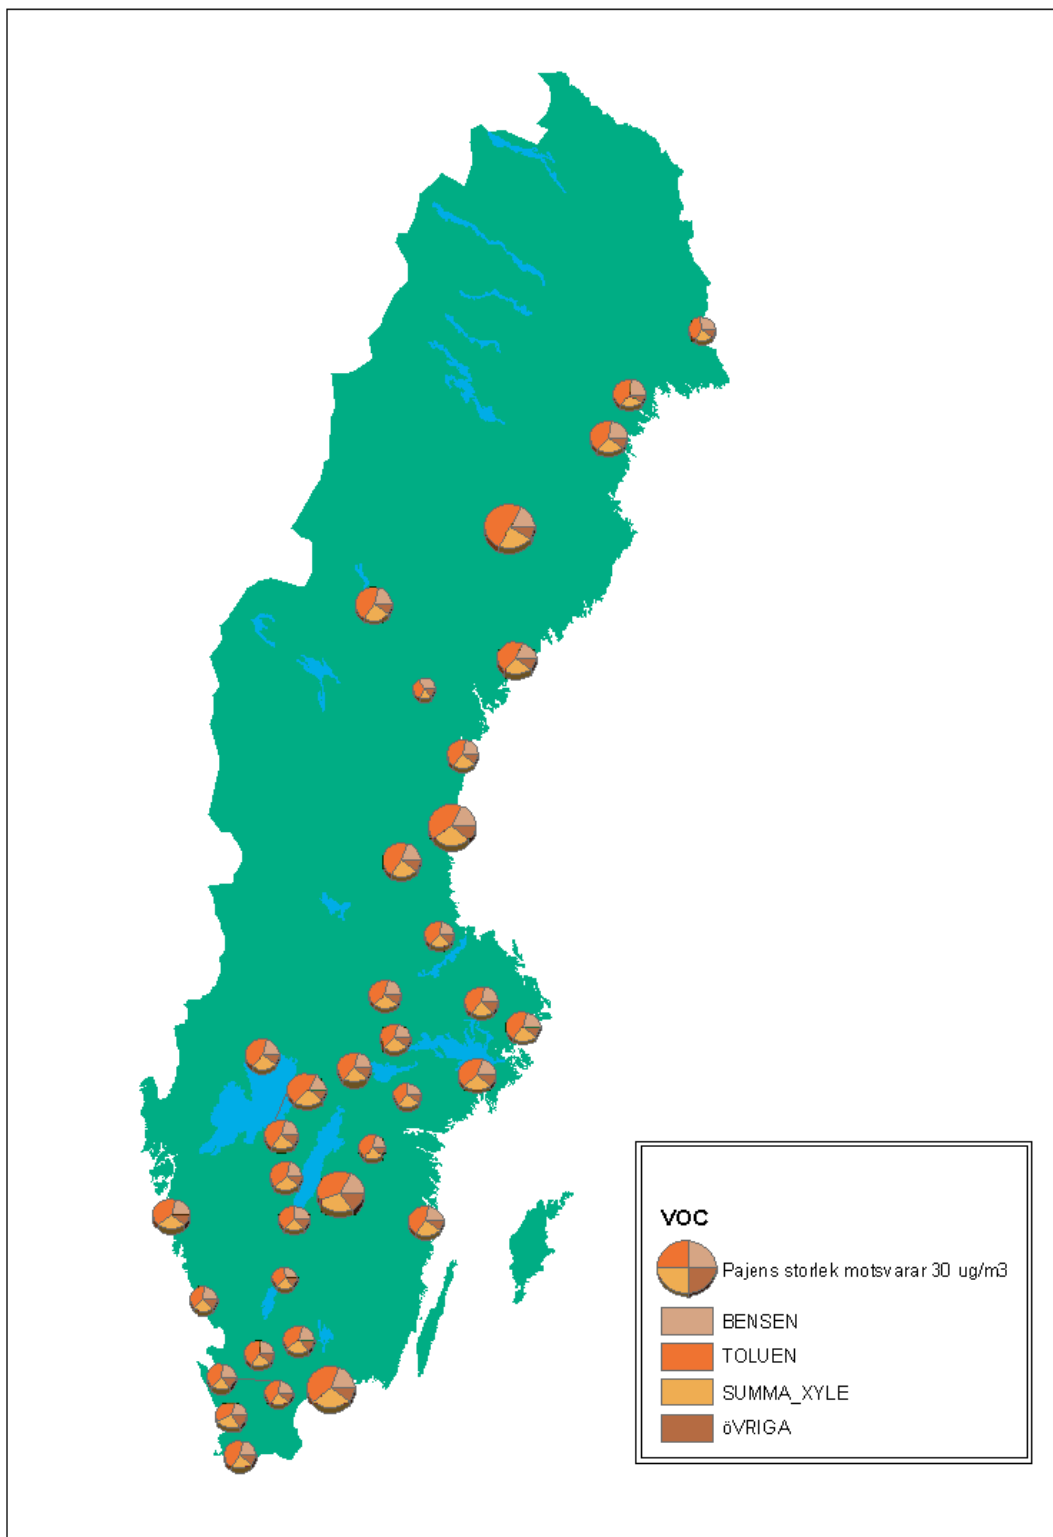 VOC
Pajens storlek motsvarar 30 ug/m3
BENSEN
TOLUEN
SUMMA_XYLE
öVRIGA